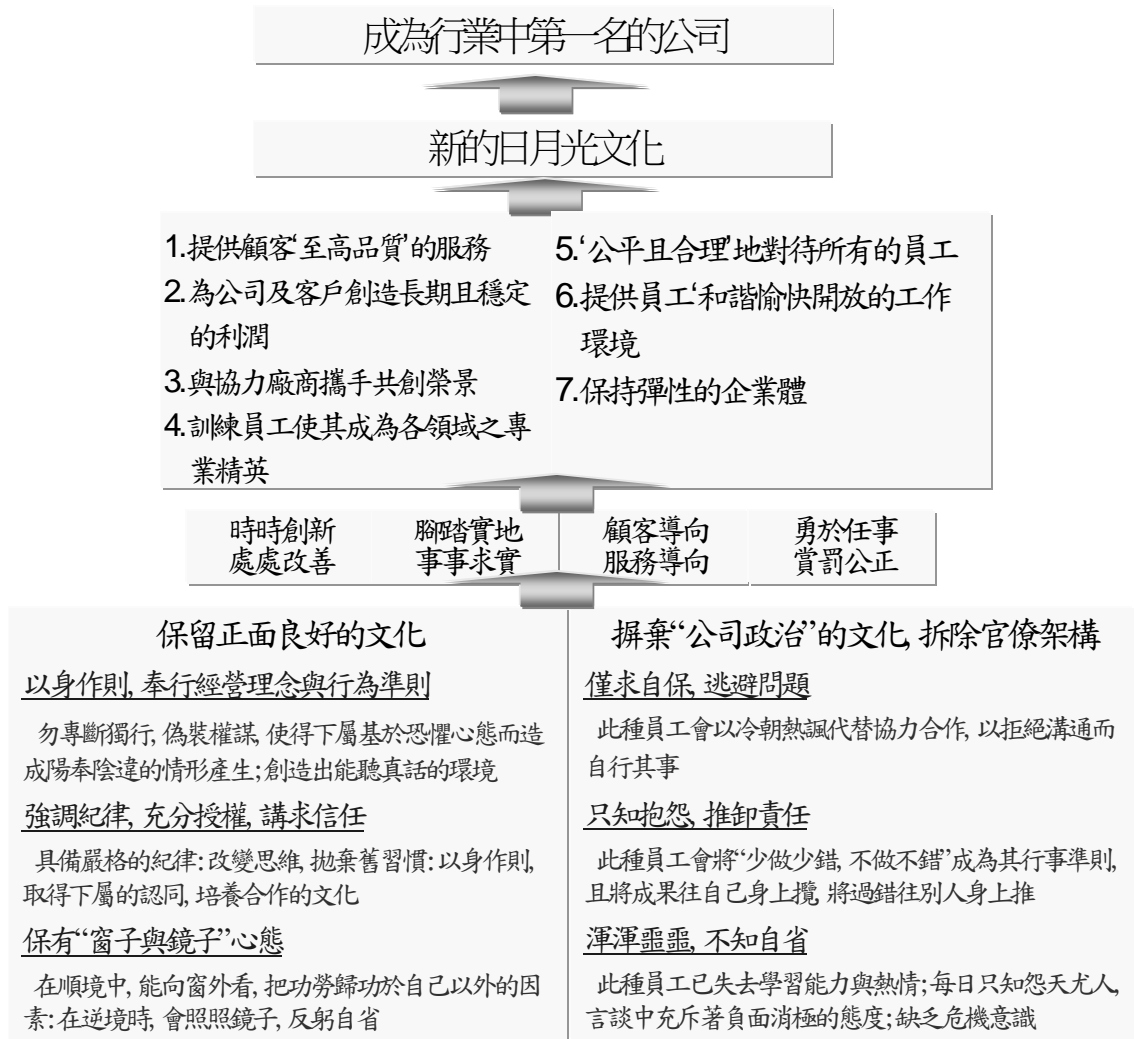 成為行業中第一名的公司
新的日月光文化
1.提供顧客‘至高品質’的服務
2.為公司及客戶創造長期且穩定
的利潤
3.與協力廠商攜手共創榮景
4.訓練員工使其成為各領域之專
業精英
5.‘公平且合理’地對待所有的員工
6.提供員工‘和諧愉快開放的工作
環境
7.保持彈性的企業體
時時創新
處處改善
腳踏實地
事事求實
顧客導向
服務導向
勇於任事
賞罰公正
保留正面良好的文化
以身作則, 奉行經營理念與行為準則
勿專斷獨行, 偽裝權謀, 使得下屬基於恐懼心態而造
成陽奉陰違的情形產生;創造出能聽真話的環境
強調紀律, 充分授權, 講求信任
具備嚴格的紀律:改變思維, 拋棄舊習慣:以身作則,
取得下屬的認同, 培養合作的文化
保有“窗子與鏡子”心態
在順境中, 能向窗外看, 把功勞歸功於自己以外的因
素:在逆境時, 會照照鏡子, 反躬自省
摒棄“公司政治”的文化, 拆除官僚架構
僅求自保, 逃避問題
此種員工會以冷朝熱諷代替協力合作, 以拒絕溝通而
自行其事
只知抱怨, 推卸責任
此種員工會將“少做少錯, 不做不錯”成為其行事準則,
且將成果往自己身上攬, 將過錯往別人身上推
渾渾噩噩, 不知自省
此種員工已失去學習能力與熱情;每日只知怨天尤人,
言談中充斥著負面消極的態度;缺乏危機意識